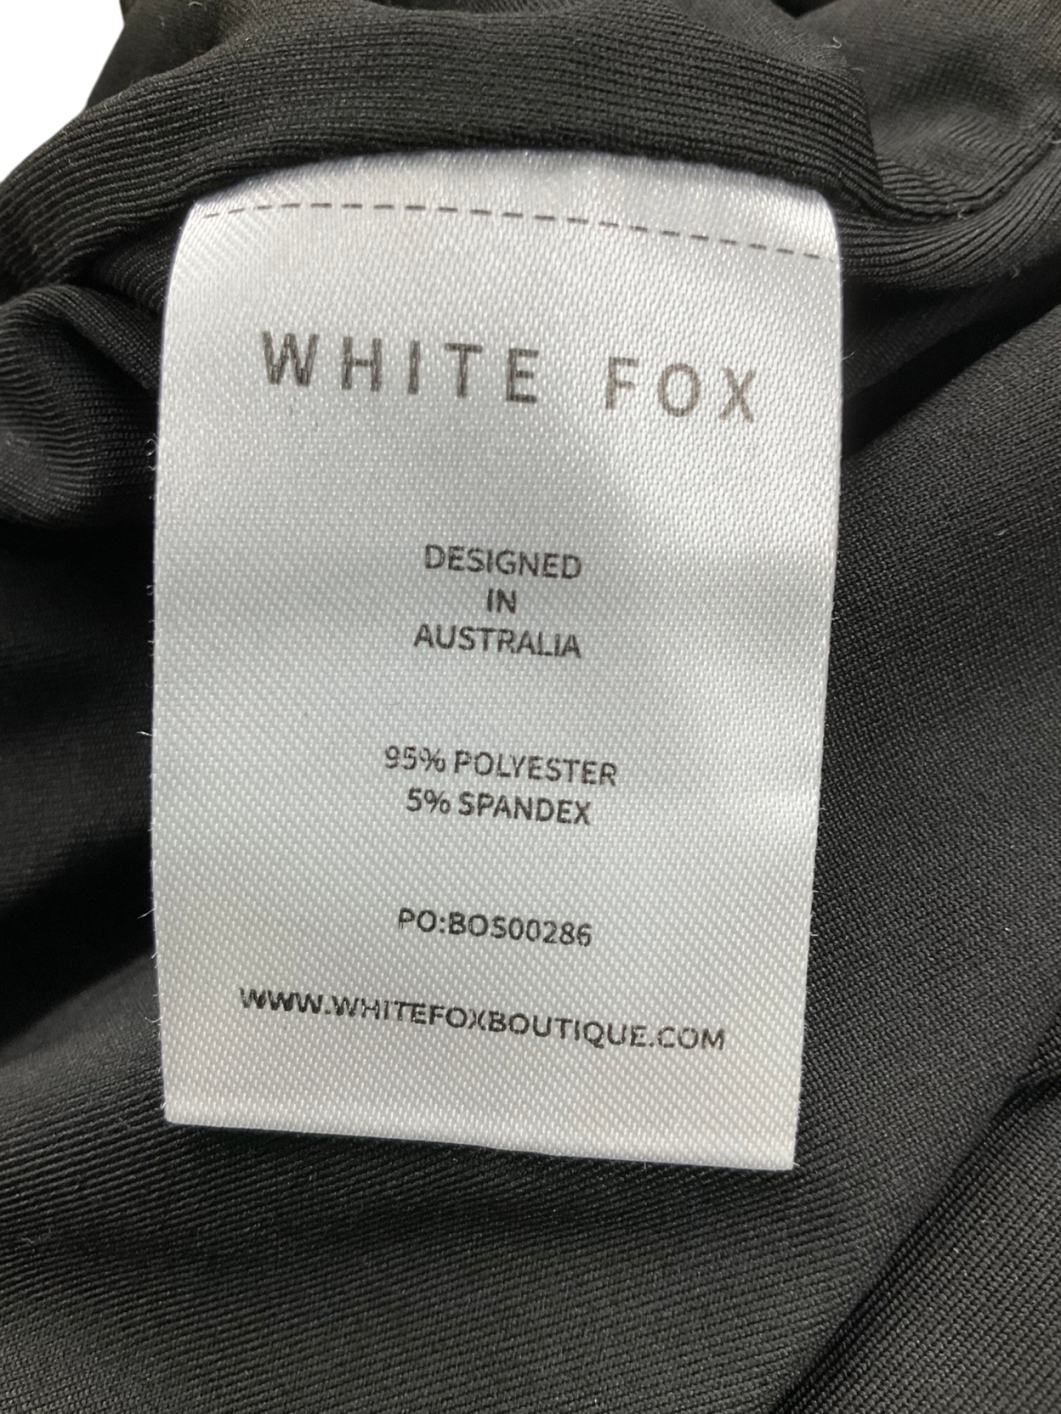 WHITE FOX
DESIGNED
IN
AUSTRALIA
95% POLYESTER
5% SPANDEX
PO:BOS00286
WWW.WHITEFOXBOUTIQUE.COM